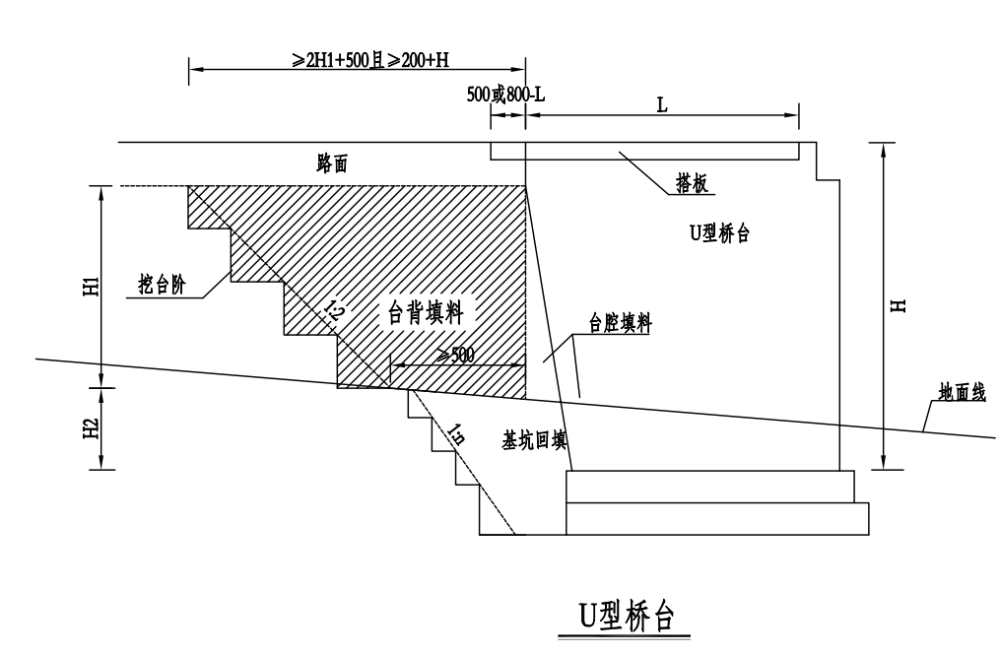 ≥2H1+500且≥200+H
500或800-L
L
路面
搭板
U型桥台
挖台阶
H1
1:2
台背填料
台腔填料
H
≥500
地面线
H2
1:n
基坑回填
U型桥台